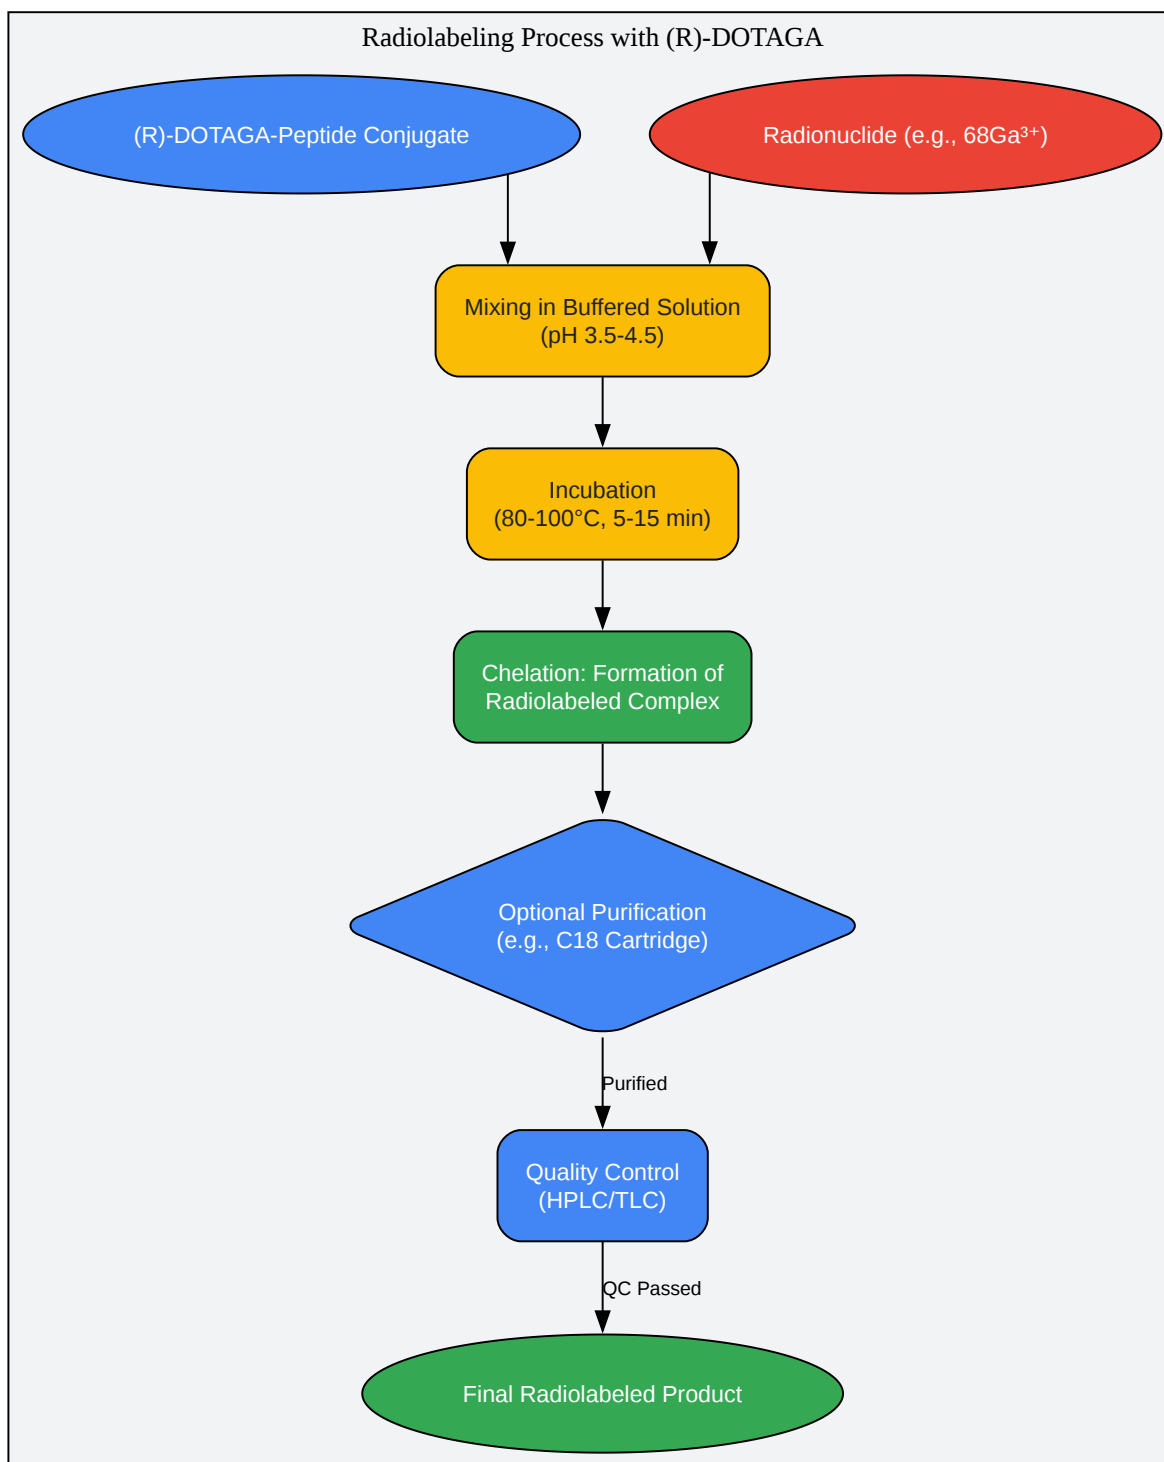 Radiolabeling Process with (R)-DOTAGA
(R)-DOTAGA-Peptide Conjugate
Radionuclide (e.g., 68Ga³⁺)
Mixing in Buffered Solution
(pH 3.5-4.5)
Incubation
(80-100°C, 5-15 min)
Chelation: Formation of
Radiolabeled Complex
Optional Purification
(e.g., C18 Cartridge)
Purified
Quality Control
(HPLC/TLC)
QC Passed
Final Radiolabeled Product